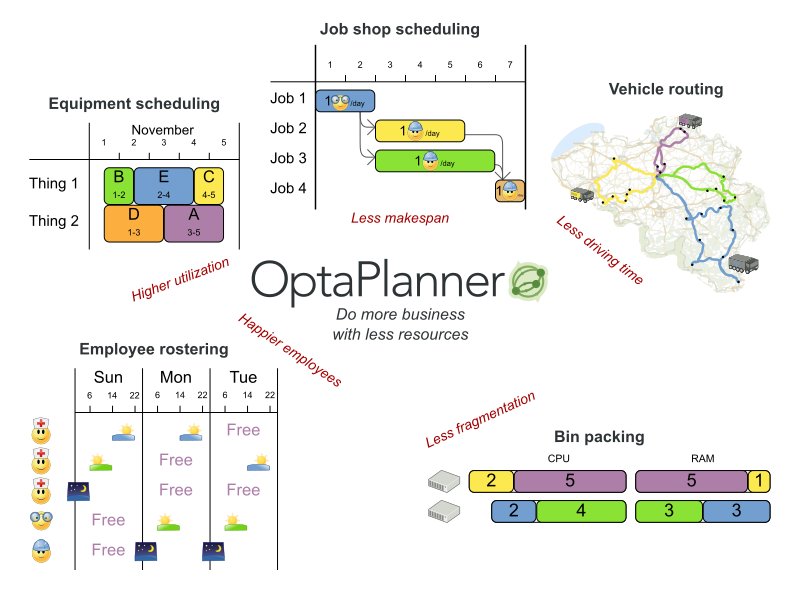 Job shop scheduling
1 2 3 4 5 6 7
Job 1
1 /day
Job 2
1 /day
Job 3
1 /day
Job 4
1
Less makespan
Equipment scheduling
November
1 2 3 4 5
Thing 1
B E C
1-2 2-4 4-5
Thing 2
D A
1-3 3-5
Higher utilization
Vehicle routing
Less driving time
OptaPlanner
Do more business
with less resources
Happier employees
Employee rostering
Sun Mon Tue
6 14 22 6 14 22 6 14 22
Free
Free
Free Free
Free
Free
Less fragmentation
Bin packing
CPU RAM
2 5 5 1
2 4 3 3